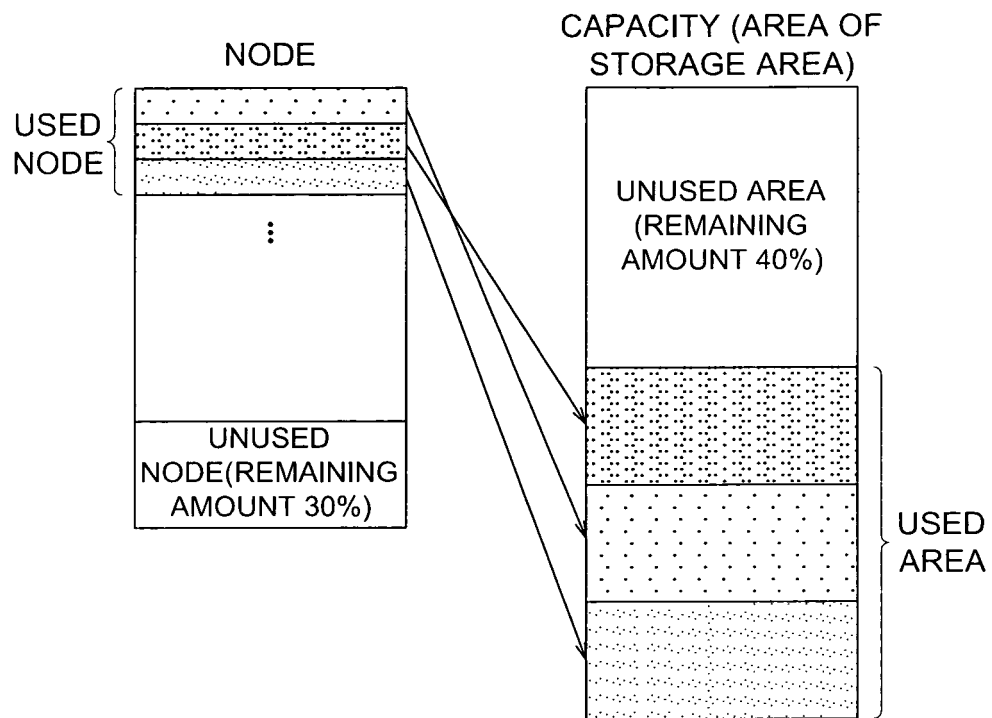 NODE
CAPACITY (AREA OF
STORAGE AREA)
USED
NODE
UNUSED AREA
(REMAINING
AMOUNT 40%)
UNUSED
NODE(REMAINING
AMOUNT 30%)
USED
AREA